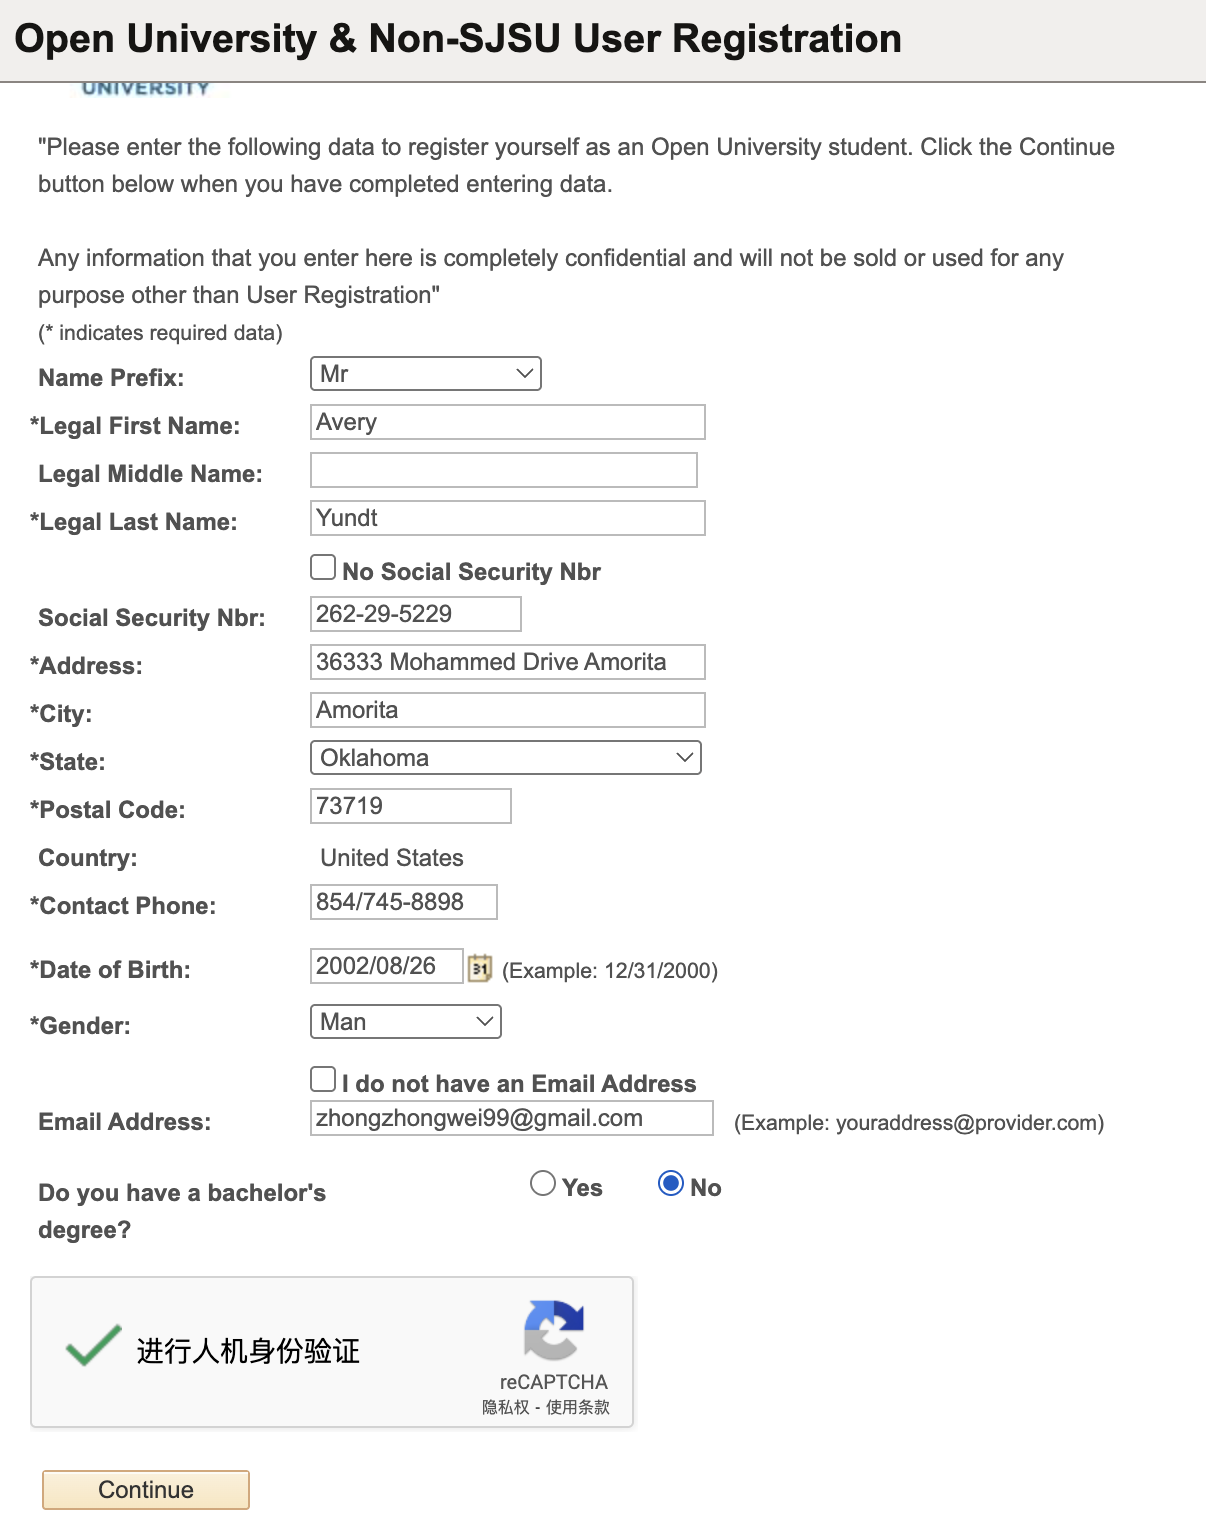 Open University & Non-SJSU User Registration
UNIVERSITY
"Please enter the following data to register yourself as an Open University student. Click the Continue
button below when you have completed entering data.
Any information that you enter here is completely confidential and will not be sold or used for any
purpose other than User Registration"
(* indicates required data)
Name Prefix: Mr
*Legal First Name: Avery
Legal Middle Name:
*Legal Last Name: Yundt
No Social Security Nbr
Social Security Nbr: 262-29-5229
*Address: 36333 Mohammed Drive Amorita
*City: Amorita
*State: Oklahoma
*Postal Code: 73719
Country: United States
*Contact Phone: 854/745-8898
*Date of Birth: 2002/08/26 31 (Example: 12/31/2000)
*Gender: Man
I do not have an Email Address
Email Address: zhongzhongwei99@gmail.com (Example: youraddress@provider.com)
Do you have a bachelor's Yes No
degree?
进行人机身份验证
reCAPTCHA
隐私权 - 使用条款
Continue